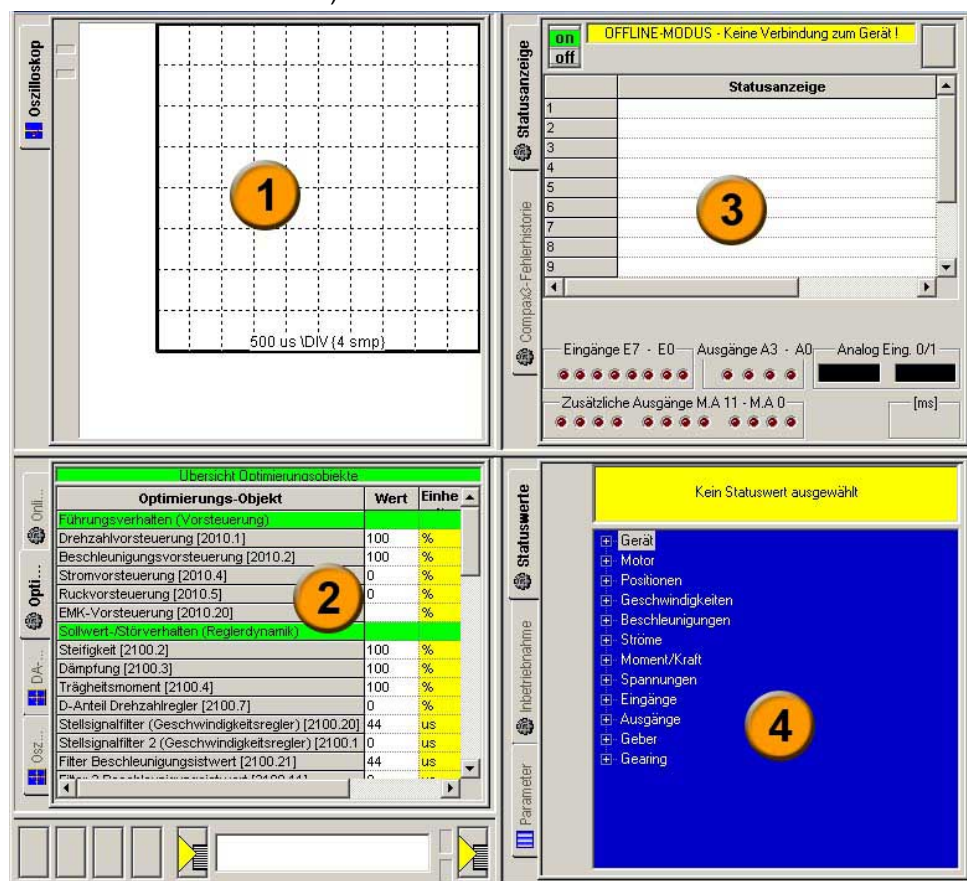 )
Oszilloskop
1
500 us \DIV {4 smp}
Statusanzeige
Compax3-Fehlerhistorie
on
off
OFFLINE-MODUS - Keine Verbindung zum Gerät !
Statusanzeige
1
2
3
4
5
6
7
8
9
3
Eingänge E7 - E0
Ausgänge A3 - A0
Analog Eing. 0/1
Zusätzliche Ausgänge M.A 11 - M.A 0
[ms]
Onli...
Opti...
DA-...
Osz...
Übersicht Optimierungsobjekte
Optimierungs-Objekt Wert Einhe
Führungsverhalten (Vorsteuerung)
Drehzahlvorsteuerung [2010.1] 100 %
Beschleunigungsvorsteuerung [2010.2] 100 %
Stromvorsteuerung [2010.4] 0 %
Ruckvorsteuerung [2010.5] 0 %
EMK-Vorsteuerung [2010.20] %
2
Sollwert-/Störverhalten (Reglerdynamik)
Steifigkeit [2100.2] 100 %
Dämpfung [2100.3] 100 %
Trägheitsmoment [2100.4] 100 %
D-Anteil Drehzahlregler [2100.7] 0 %
Stellsignalfilter (Geschwindigkeitsregler) [2100.20] 44 us
Stellsignalfilter 2 (Geschwindigkeitsregler) [2100.1 0 us
Filter Beschleunigungsistwert [2100.21] 44 us
Statuswerte
Inbetriebnahme
Parameter
Kein Statuswert ausgewählt
Gerät
Motor
Positionen
Geschwindigkeiten
Beschleunigungen
Ströme
Moment/Kraft
Spannungen
Eingänge
Ausgänge
Geber
Gearing
4